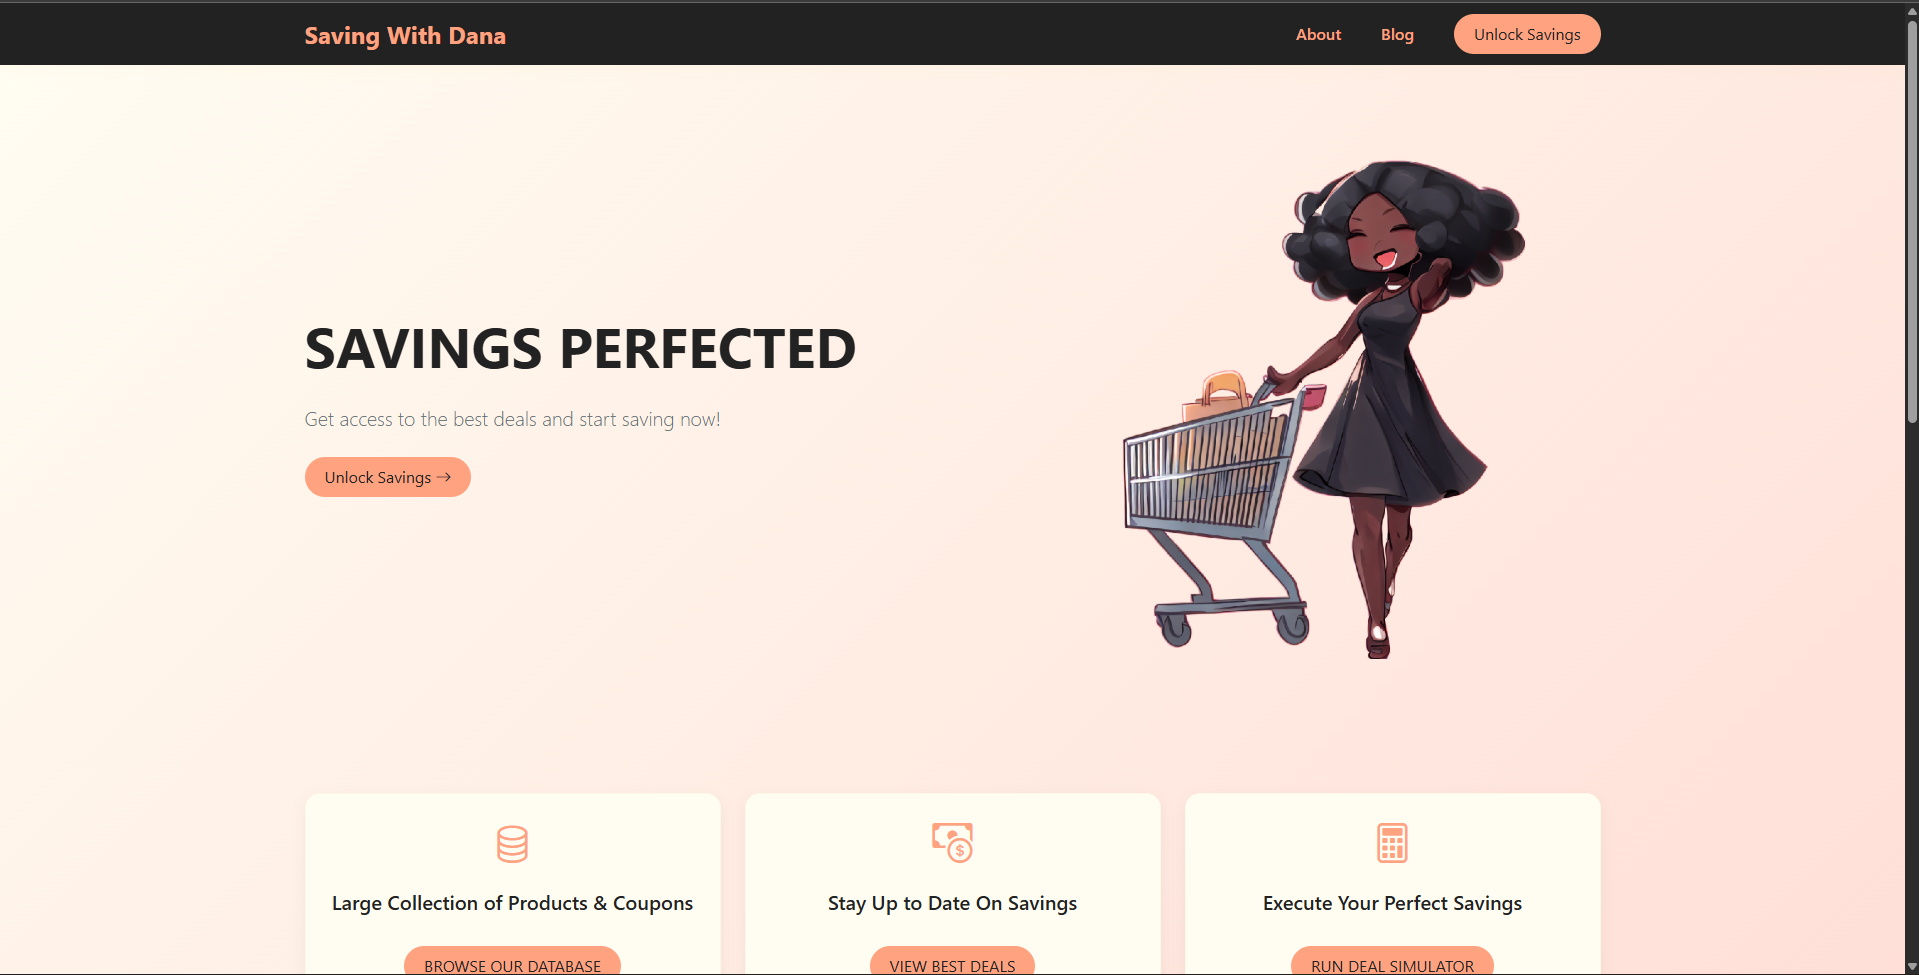 Saving With Dana
About
Blog
Unlock Savings
SAVINGS PERFECTED
Get access to the best deals and start saving now!
Unlock Savings →
Large Collection of Products & Coupons
BROWSE OUR DATABASE
Stay Up to Date On Savings
VIEW BEST DEALS
Execute Your Perfect Savings
RUN DEAL SIMULATOR